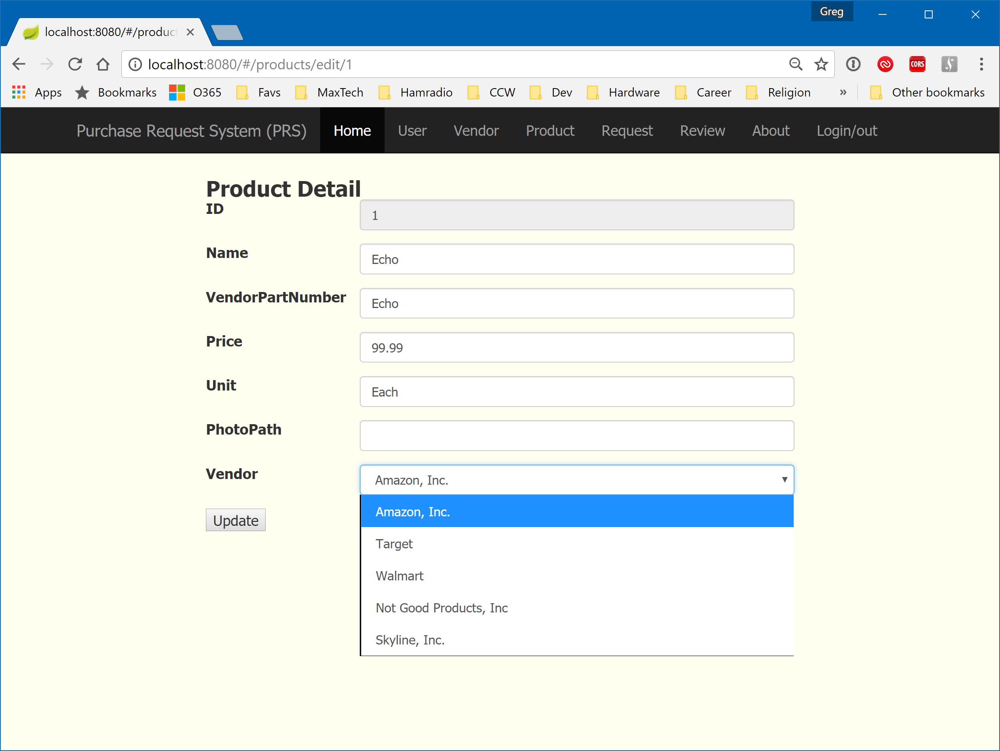 Greg
localhost:8080/#/product
localhost:8080/#/products/edit/1
CORS
Apps Bookmarks O365 Favs MaxTech Hamradio CCW Dev Hardware Career Religion » Other bookmarks
Purchase Request System (PRS) Home User Vendor Product Request Review About Login/out
Product Detail
ID 1
Name Echo
VendorPartNumber Echo
Price 99.99
Unit Each
PhotoPath
Vendor Amazon, Inc.
Amazon, Inc.
Update
Target
Walmart
Not Good Products, Inc
Skyline, Inc.